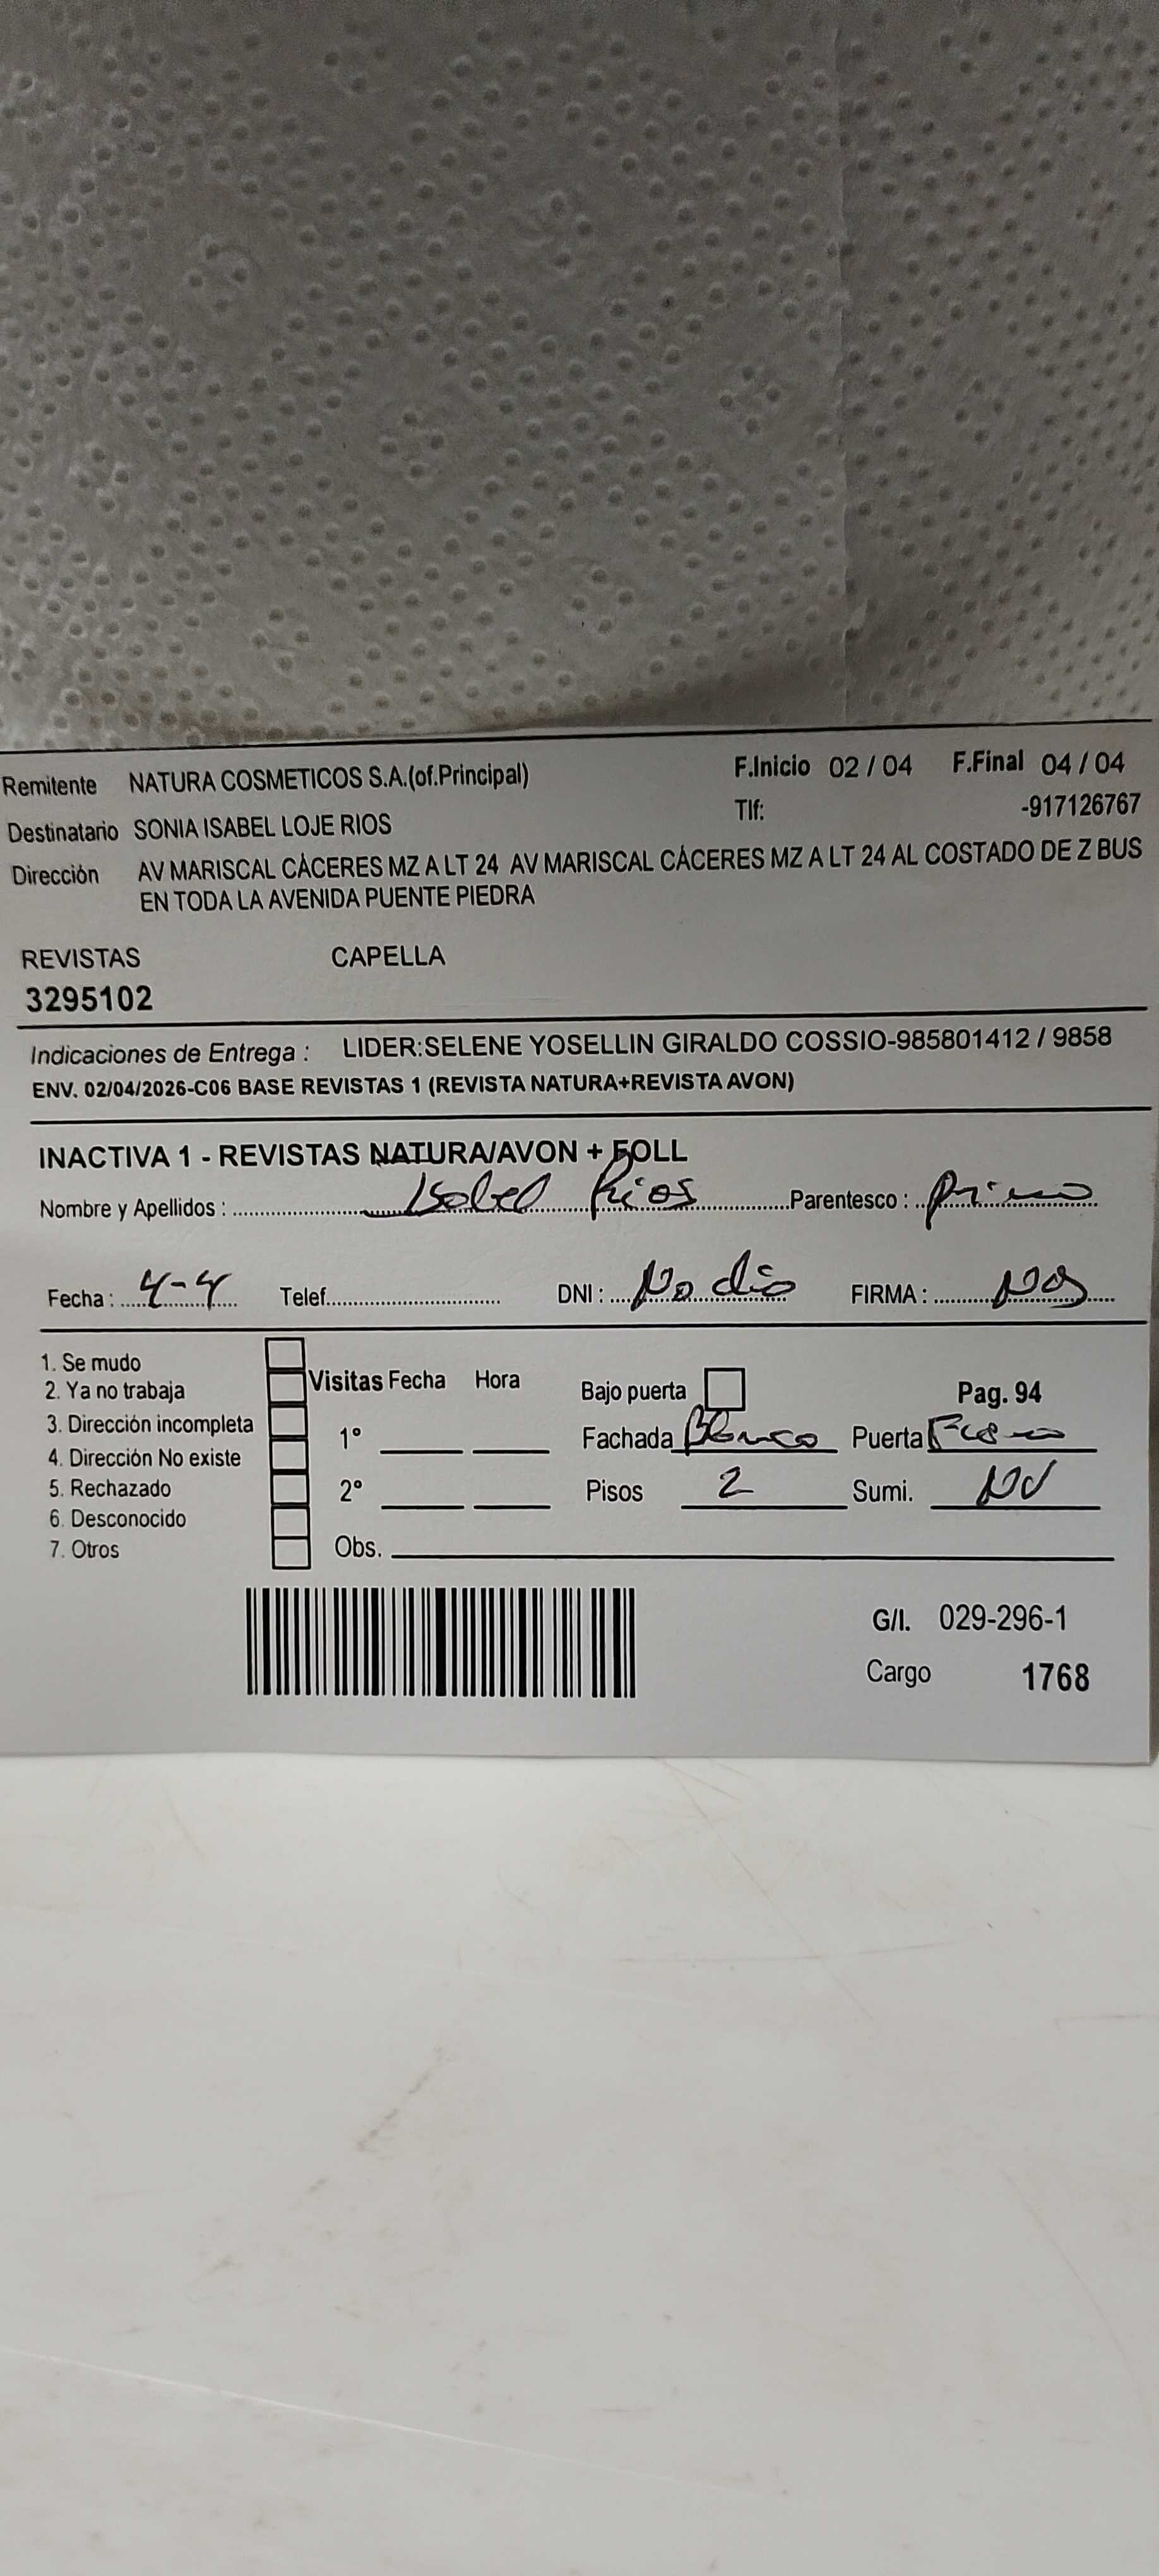 Remitente NATURA COSMETICOS S.A.(of.Principal) F.Inicio 02 / 04 F.Final 04 / 04
Destinatario SONIA ISABEL LOJE RIOS Tlf: -917126767
Dirección AV MARISCAL CÁCERES MZ A LT 24 AV MARISCAL CÁCERES MZ A LT 24 AL COSTADO DE Z BUS
EN TODA LA AVENIDA PUENTE PIEDRA
REVISTAS CAPELLA
3295102
Indicaciones de Entrega : LIDER:SELENE YOSELLIN GIRALDO COSSIO-985801412 / 9858
ENV. 02/04/2026-C06 BASE REVISTAS 1 (REVISTA NATURA+REVISTA AVON)
INACTIVA 1 - REVISTAS NATURA/AVON + FOLL
Nombre y Apellidos : Isabel Rios Parentesco :
Fecha : 4-4 Telef. DNI : No dio FIRMA :
1. Se mudo
2. Ya no trabaja Visitas Fecha Hora Bajo puerta Pag. 94
3. Dirección incompleta 1° Fachada Blanco Puerta
4. Dirección No existe
5. Rechazado 2° Pisos 2 Sumi.
6. Desconocido
7. Otros Obs.
G/I. 029-296-1
Cargo 1768